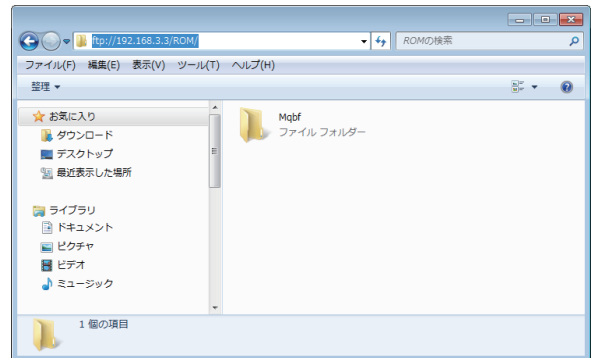 ftp://192.168.3.3/ROM/
ROMの検索
ファイル(F) 編集(E) 表示(V) ツール(T) ヘルプ(H)
整理
お気に入り
ダウンロード
デスクトップ
最近表示した場所
ライブラリ
ドキュメント
ピクチャ
ビデオ
ミュージック
Mqbf
ファイル フォルダー
1 個の項目